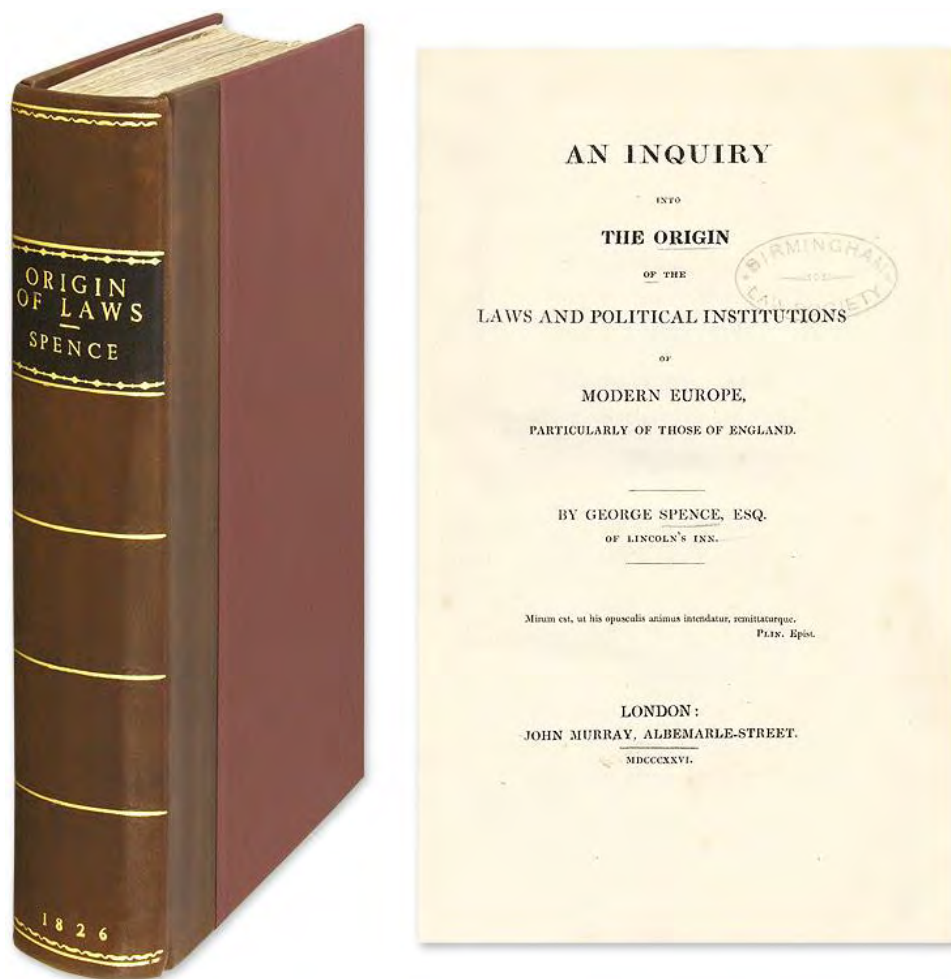 ORIGIN
OF LAWS
SPENCE
1826
AN INQUIRY
INTO
THE ORIGIN
OF THE
LAWS AND POLITICAL INSTITUTIONS
OF
MODERN EUROPE,
PARTICULARLY OF THOSE OF ENGLAND.
BY GEORGE SPENCE, ESQ.
OF LINCOLN'S INN.
Mirum est, ut his opusculis animus intendatur, remittaturque.
PLIN. Epist.
LONDON:
JOHN MURRAY, ALBEMARLE-STREET.
MDCCCXXVI.
BIRMINGHAM
LAW SOCIETY